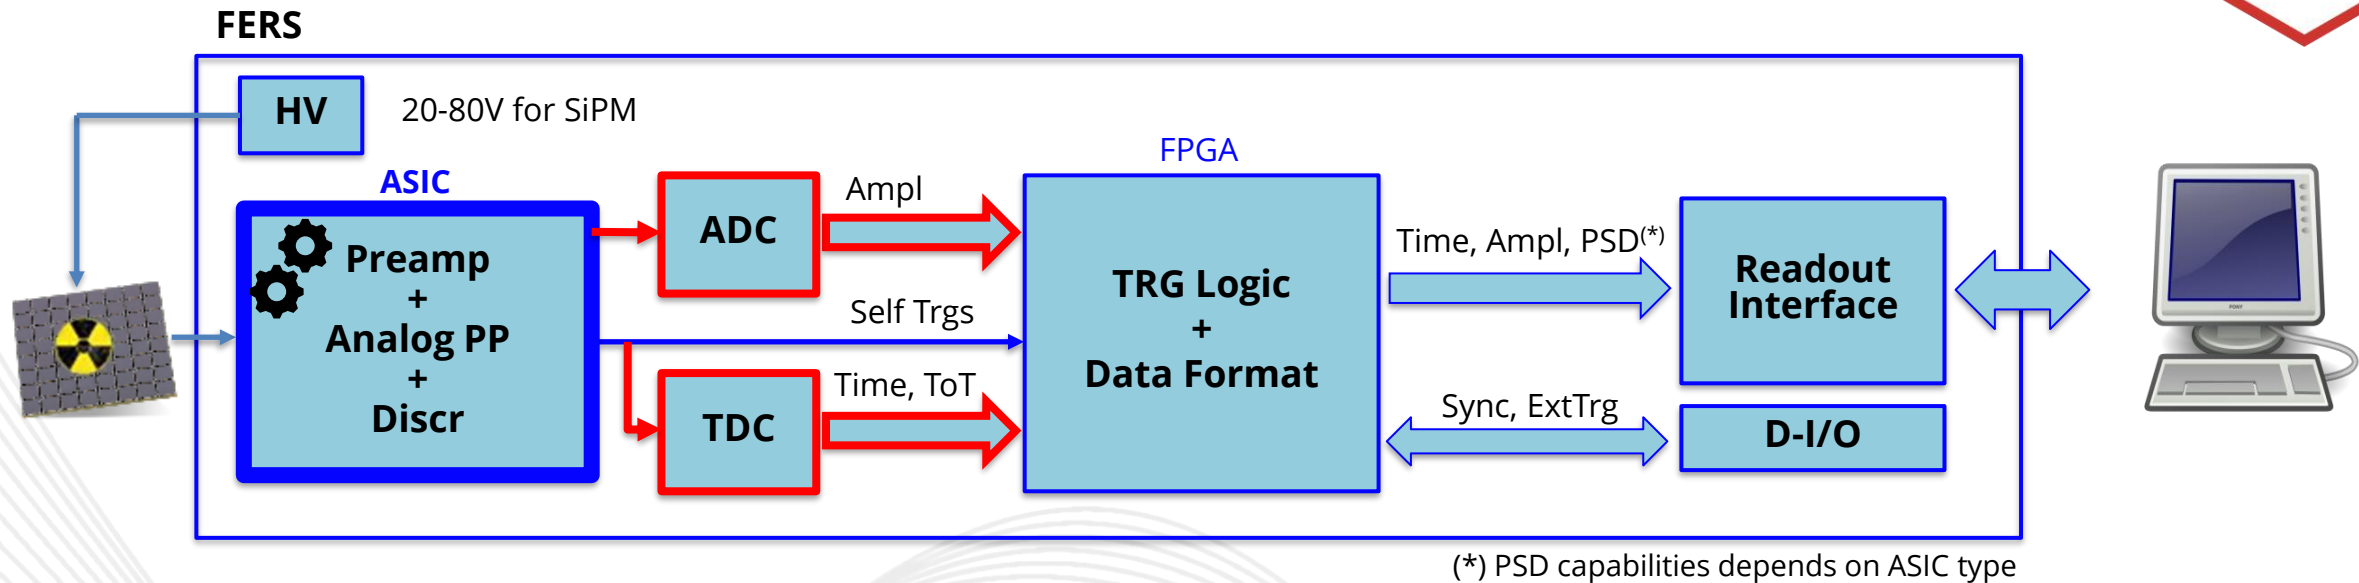 FERS
HV
20-80V for SiPM
ASIC
Preamp
+
Analog PP
+
Discr
ADC
Ampl
Self Trgs
TDC
Time, ToT
FPGA
TRG Logic
+
Data Format
Time, Ampl, PSD(*)
Readout
Interface
Sync, ExtTrg
D-I/O
(*) PSD capabilities depends on ASIC type